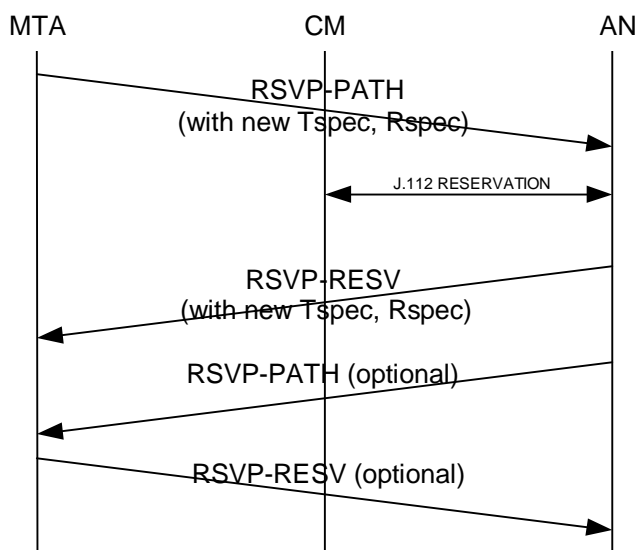 MTA CM AN
RSVP-PATH
(with new Tspec, Rspec)
J.112 RESERVATION
RSVP-RESV
(with new Tspec, Rspec)
RSVP-PATH (optional)
RSVP-RESV (optional)